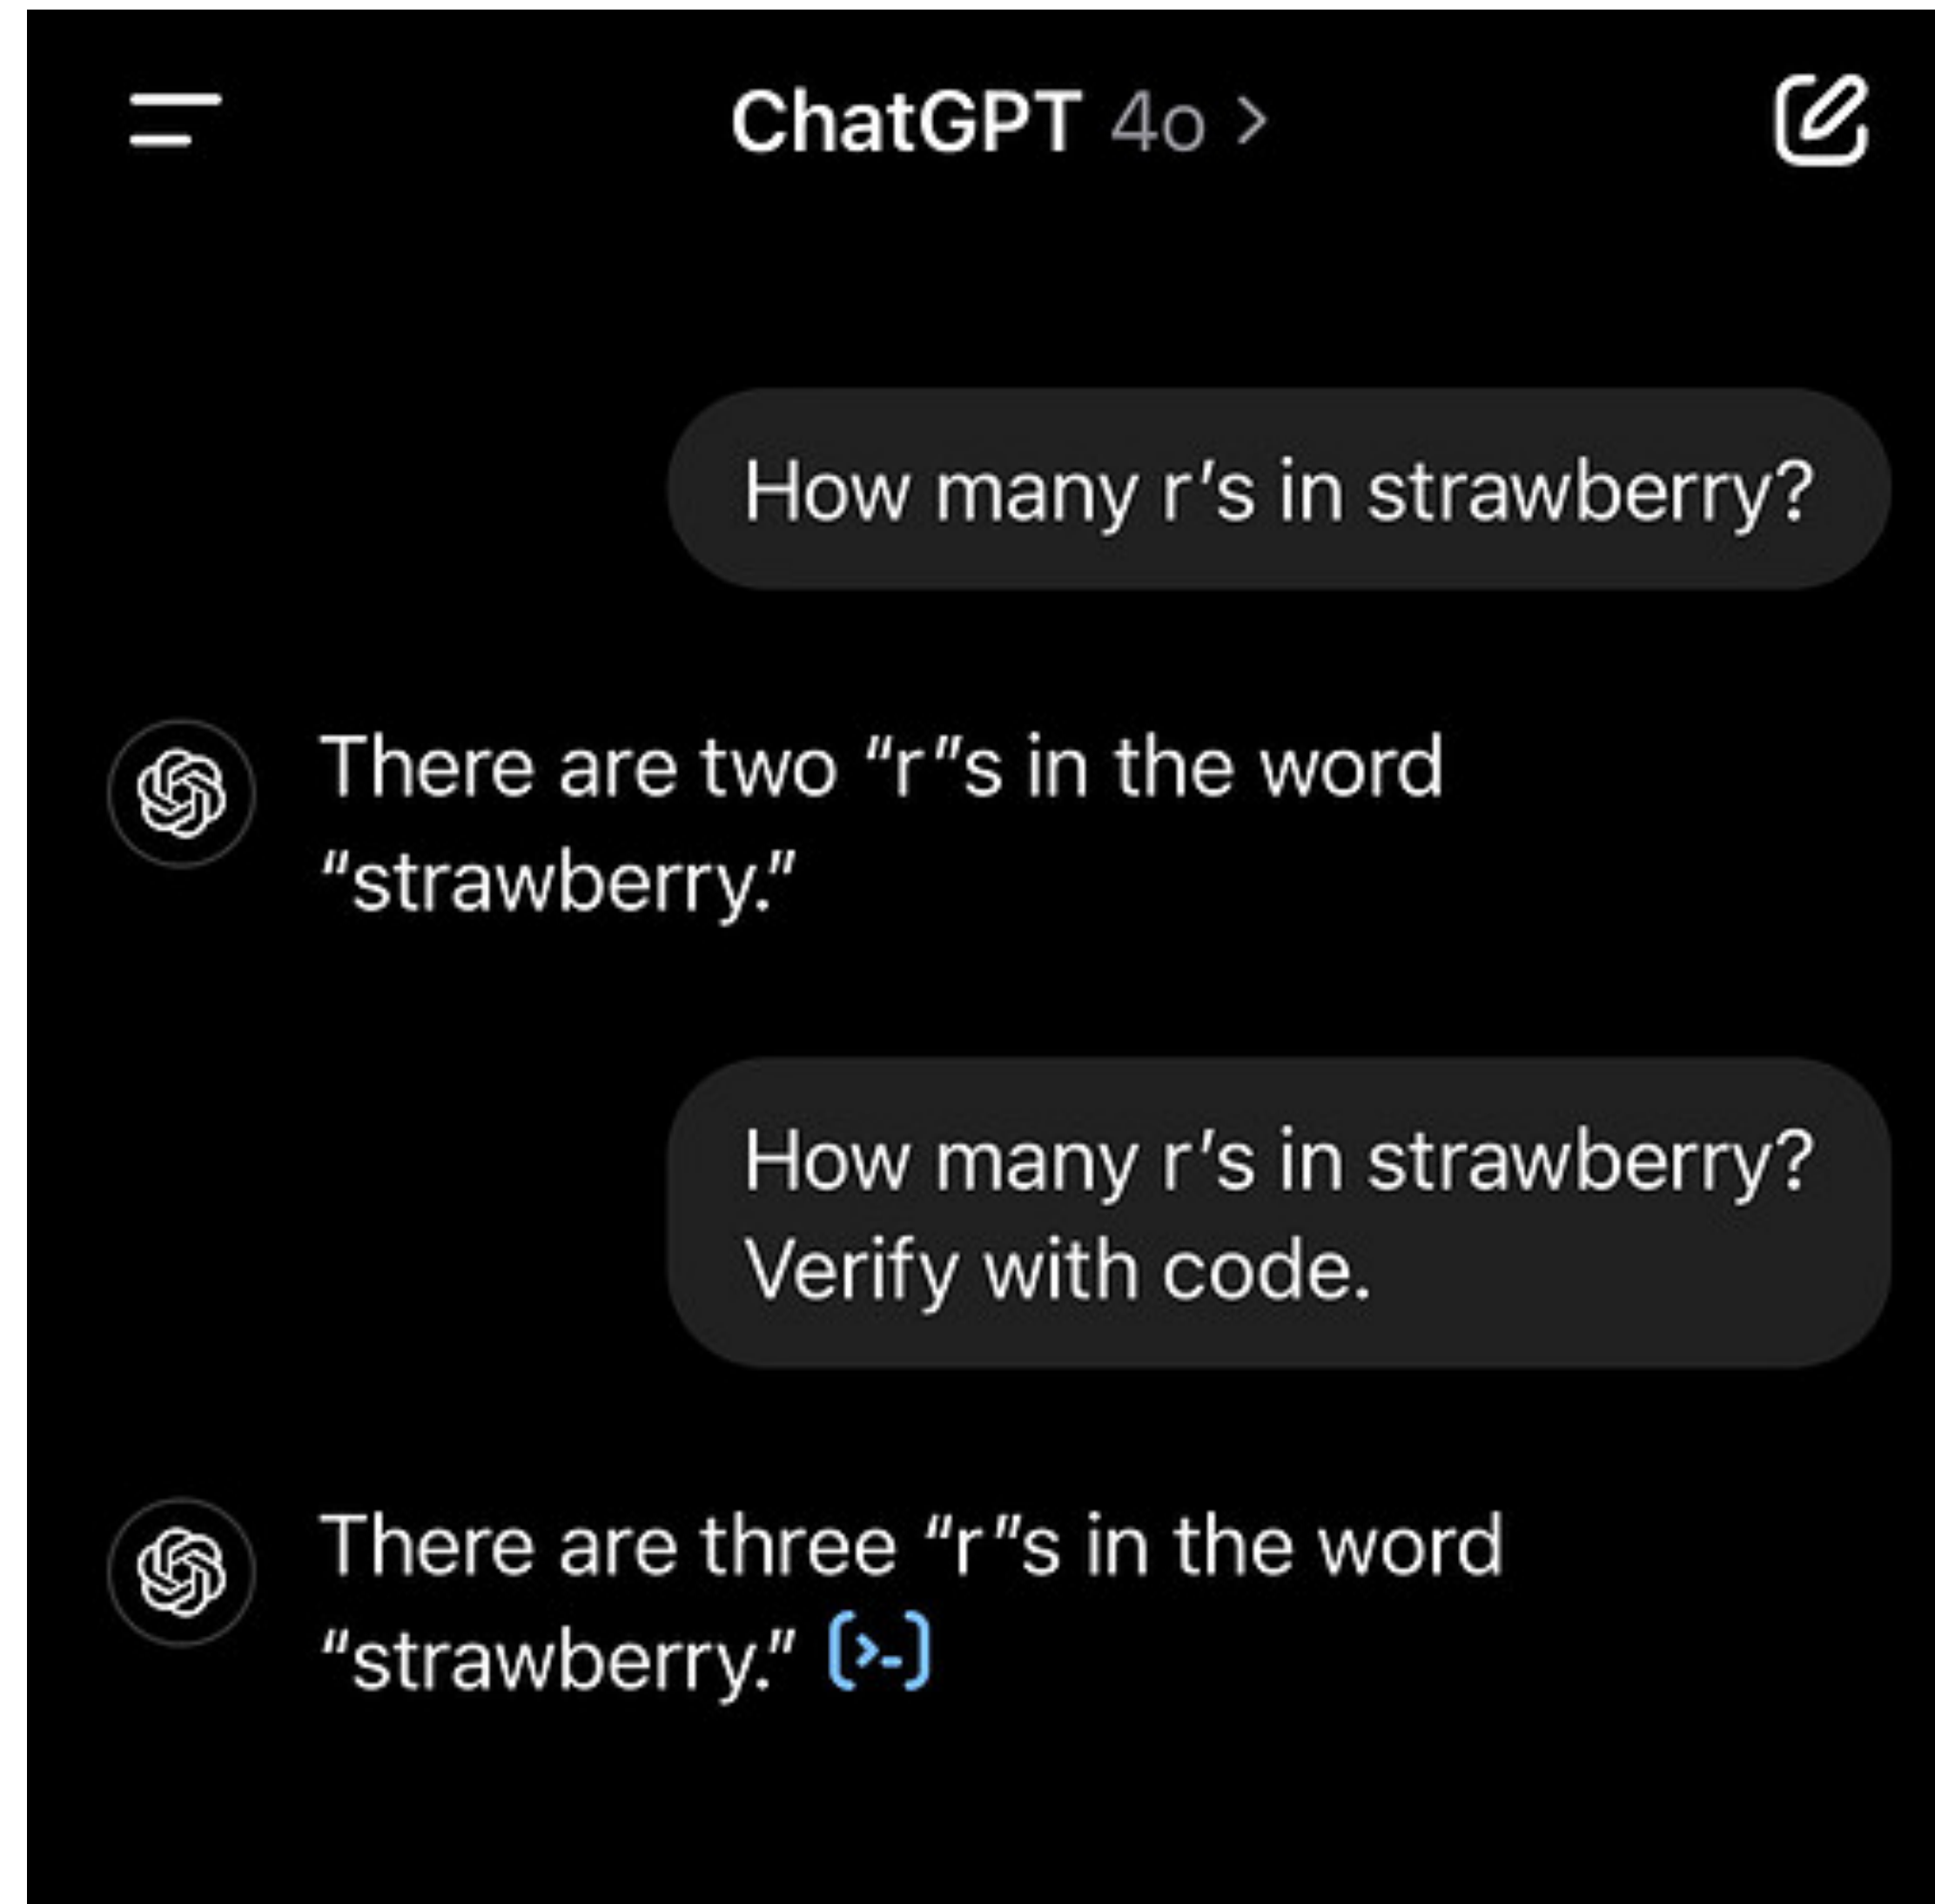 ChatGPT 4o >
How many r’s in strawberry?
There are two “r”s in the word
“strawberry.”
How many r’s in strawberry?
Verify with code.
There are three “r”s in the word
“strawberry.” [>-]